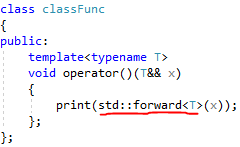 class classFunc
{
public:
    template<typename T>
    void operator()(T&& x)
    {
        print(std::forward<T>(x));
    };
};